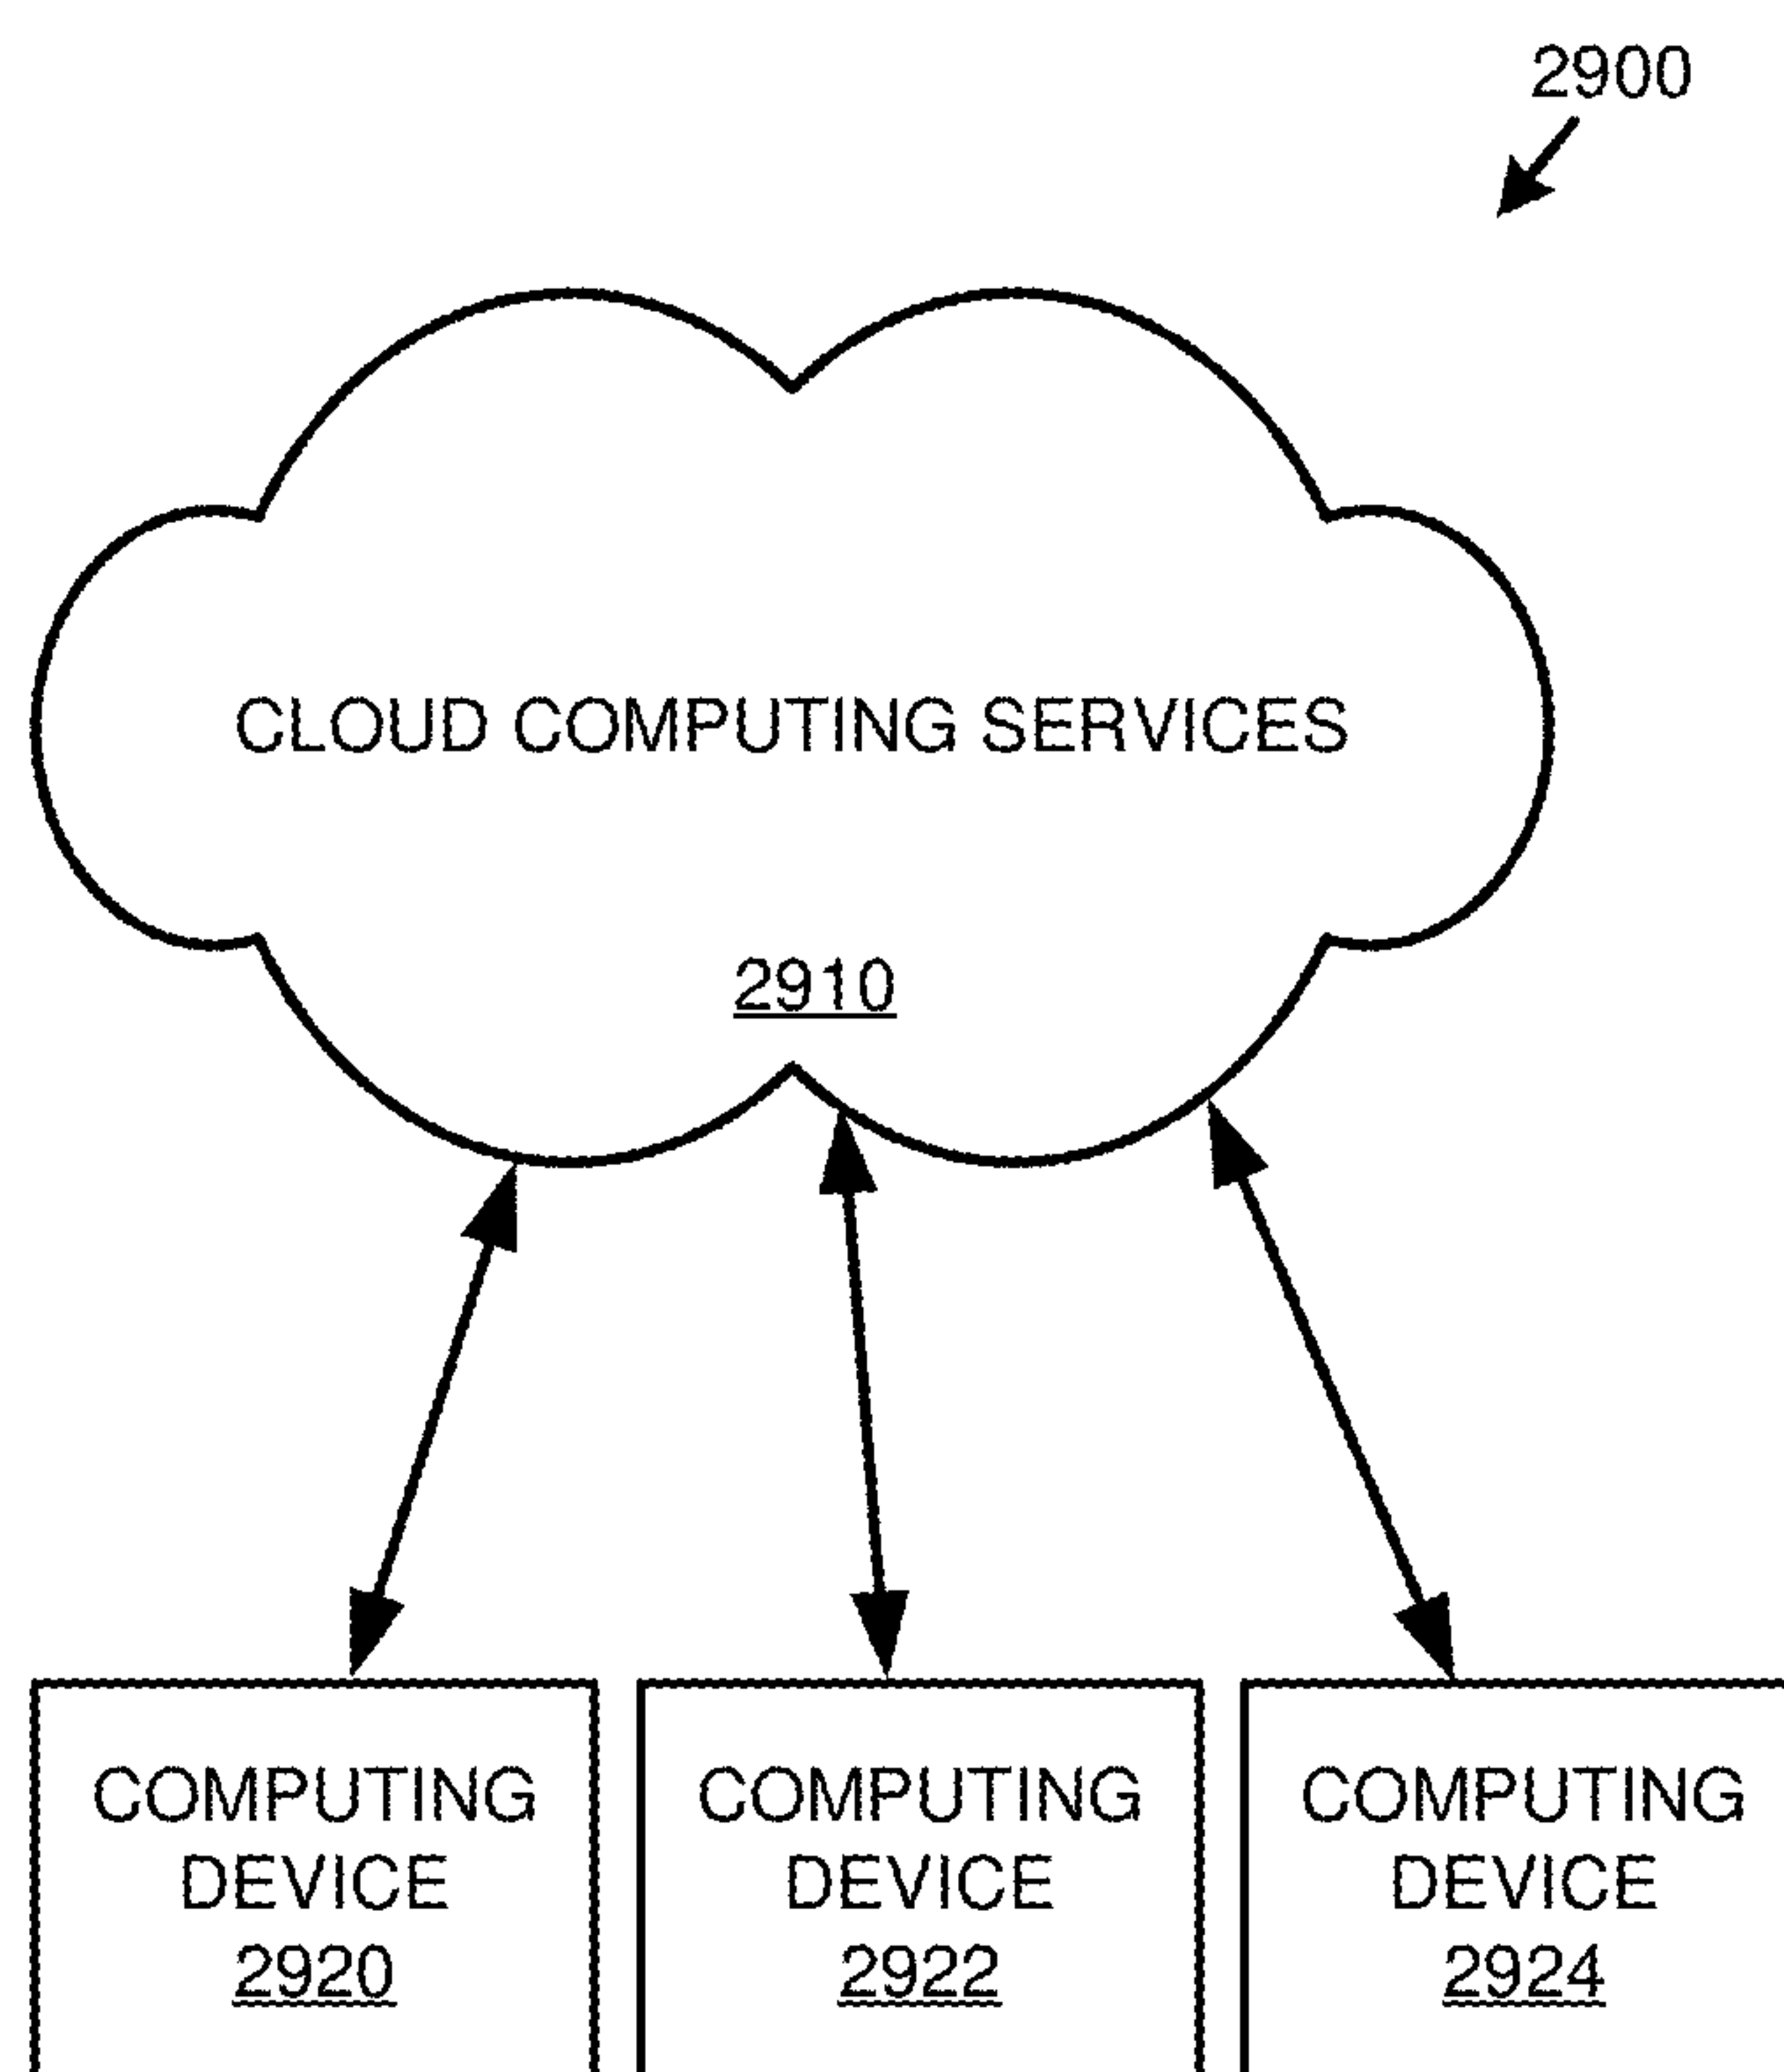 2900
CLOUD COMPUTING SERVICES
2910
COMPUTING
DEVICE
2920
COMPUTING
DEVICE
2922
COMPUTING
DEVICE
2924